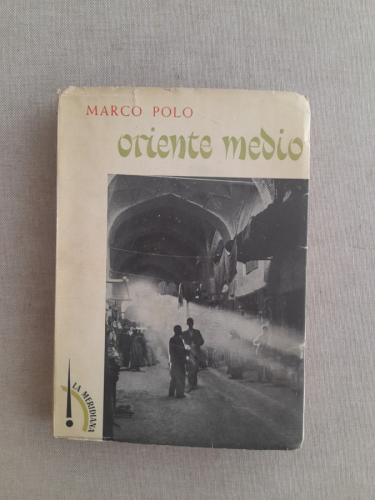 MARCO POLO
oriente medio
LA MERIDIANA